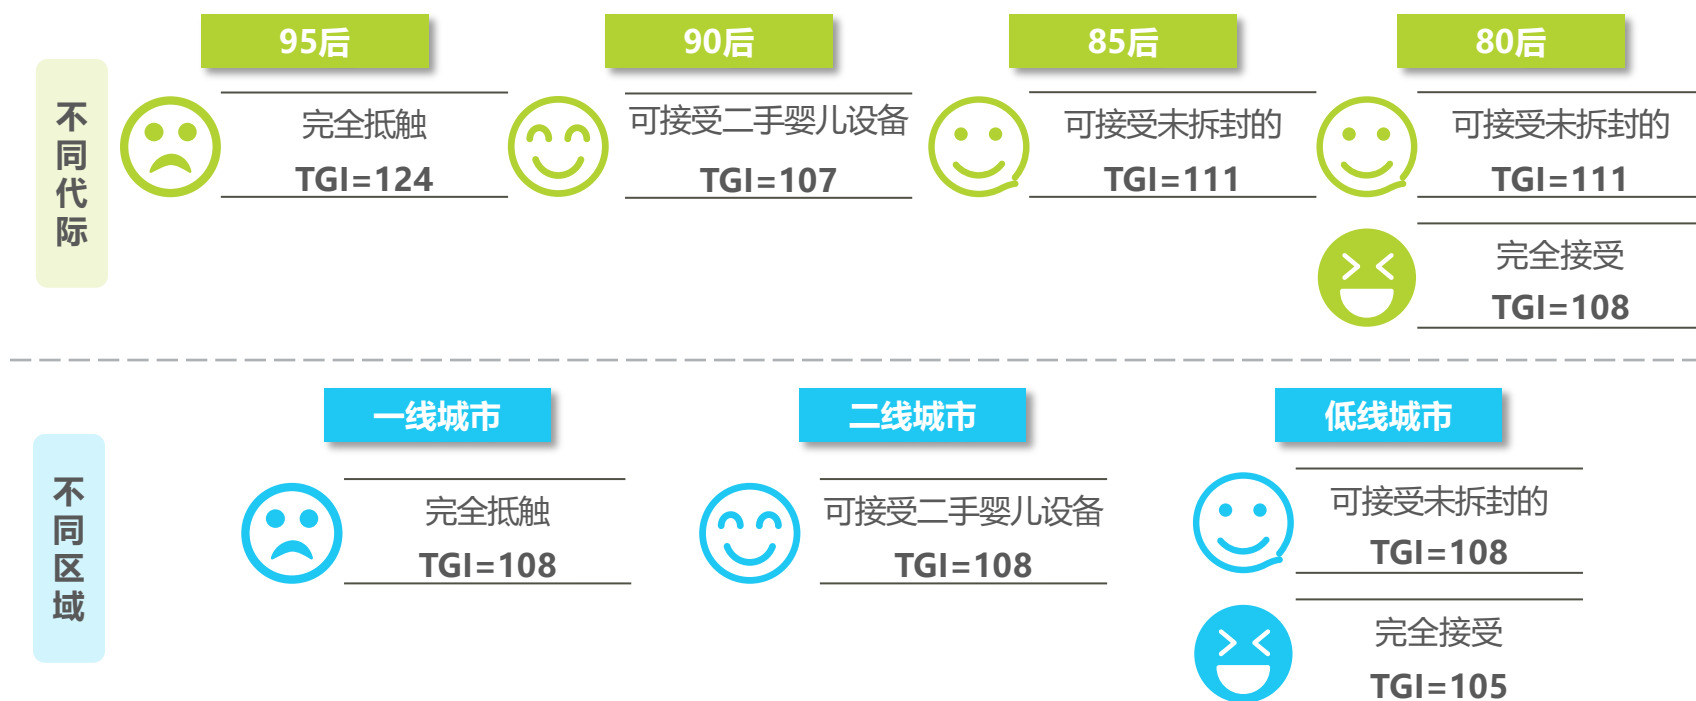 不同代际
95后
完全抵触
TGI=124
90后
可接受二手婴儿设备
TGI=107
85后
可接受未拆封的
TGI=111
80后
可接受未拆封的
TGI=111
完全接受
TGI=108
不同区域
一线城市
完全抵触
TGI=108
二线城市
可接受二手婴儿设备
TGI=108
低线城市
可接受未拆封的
TGI=108
完全接受
TGI=105